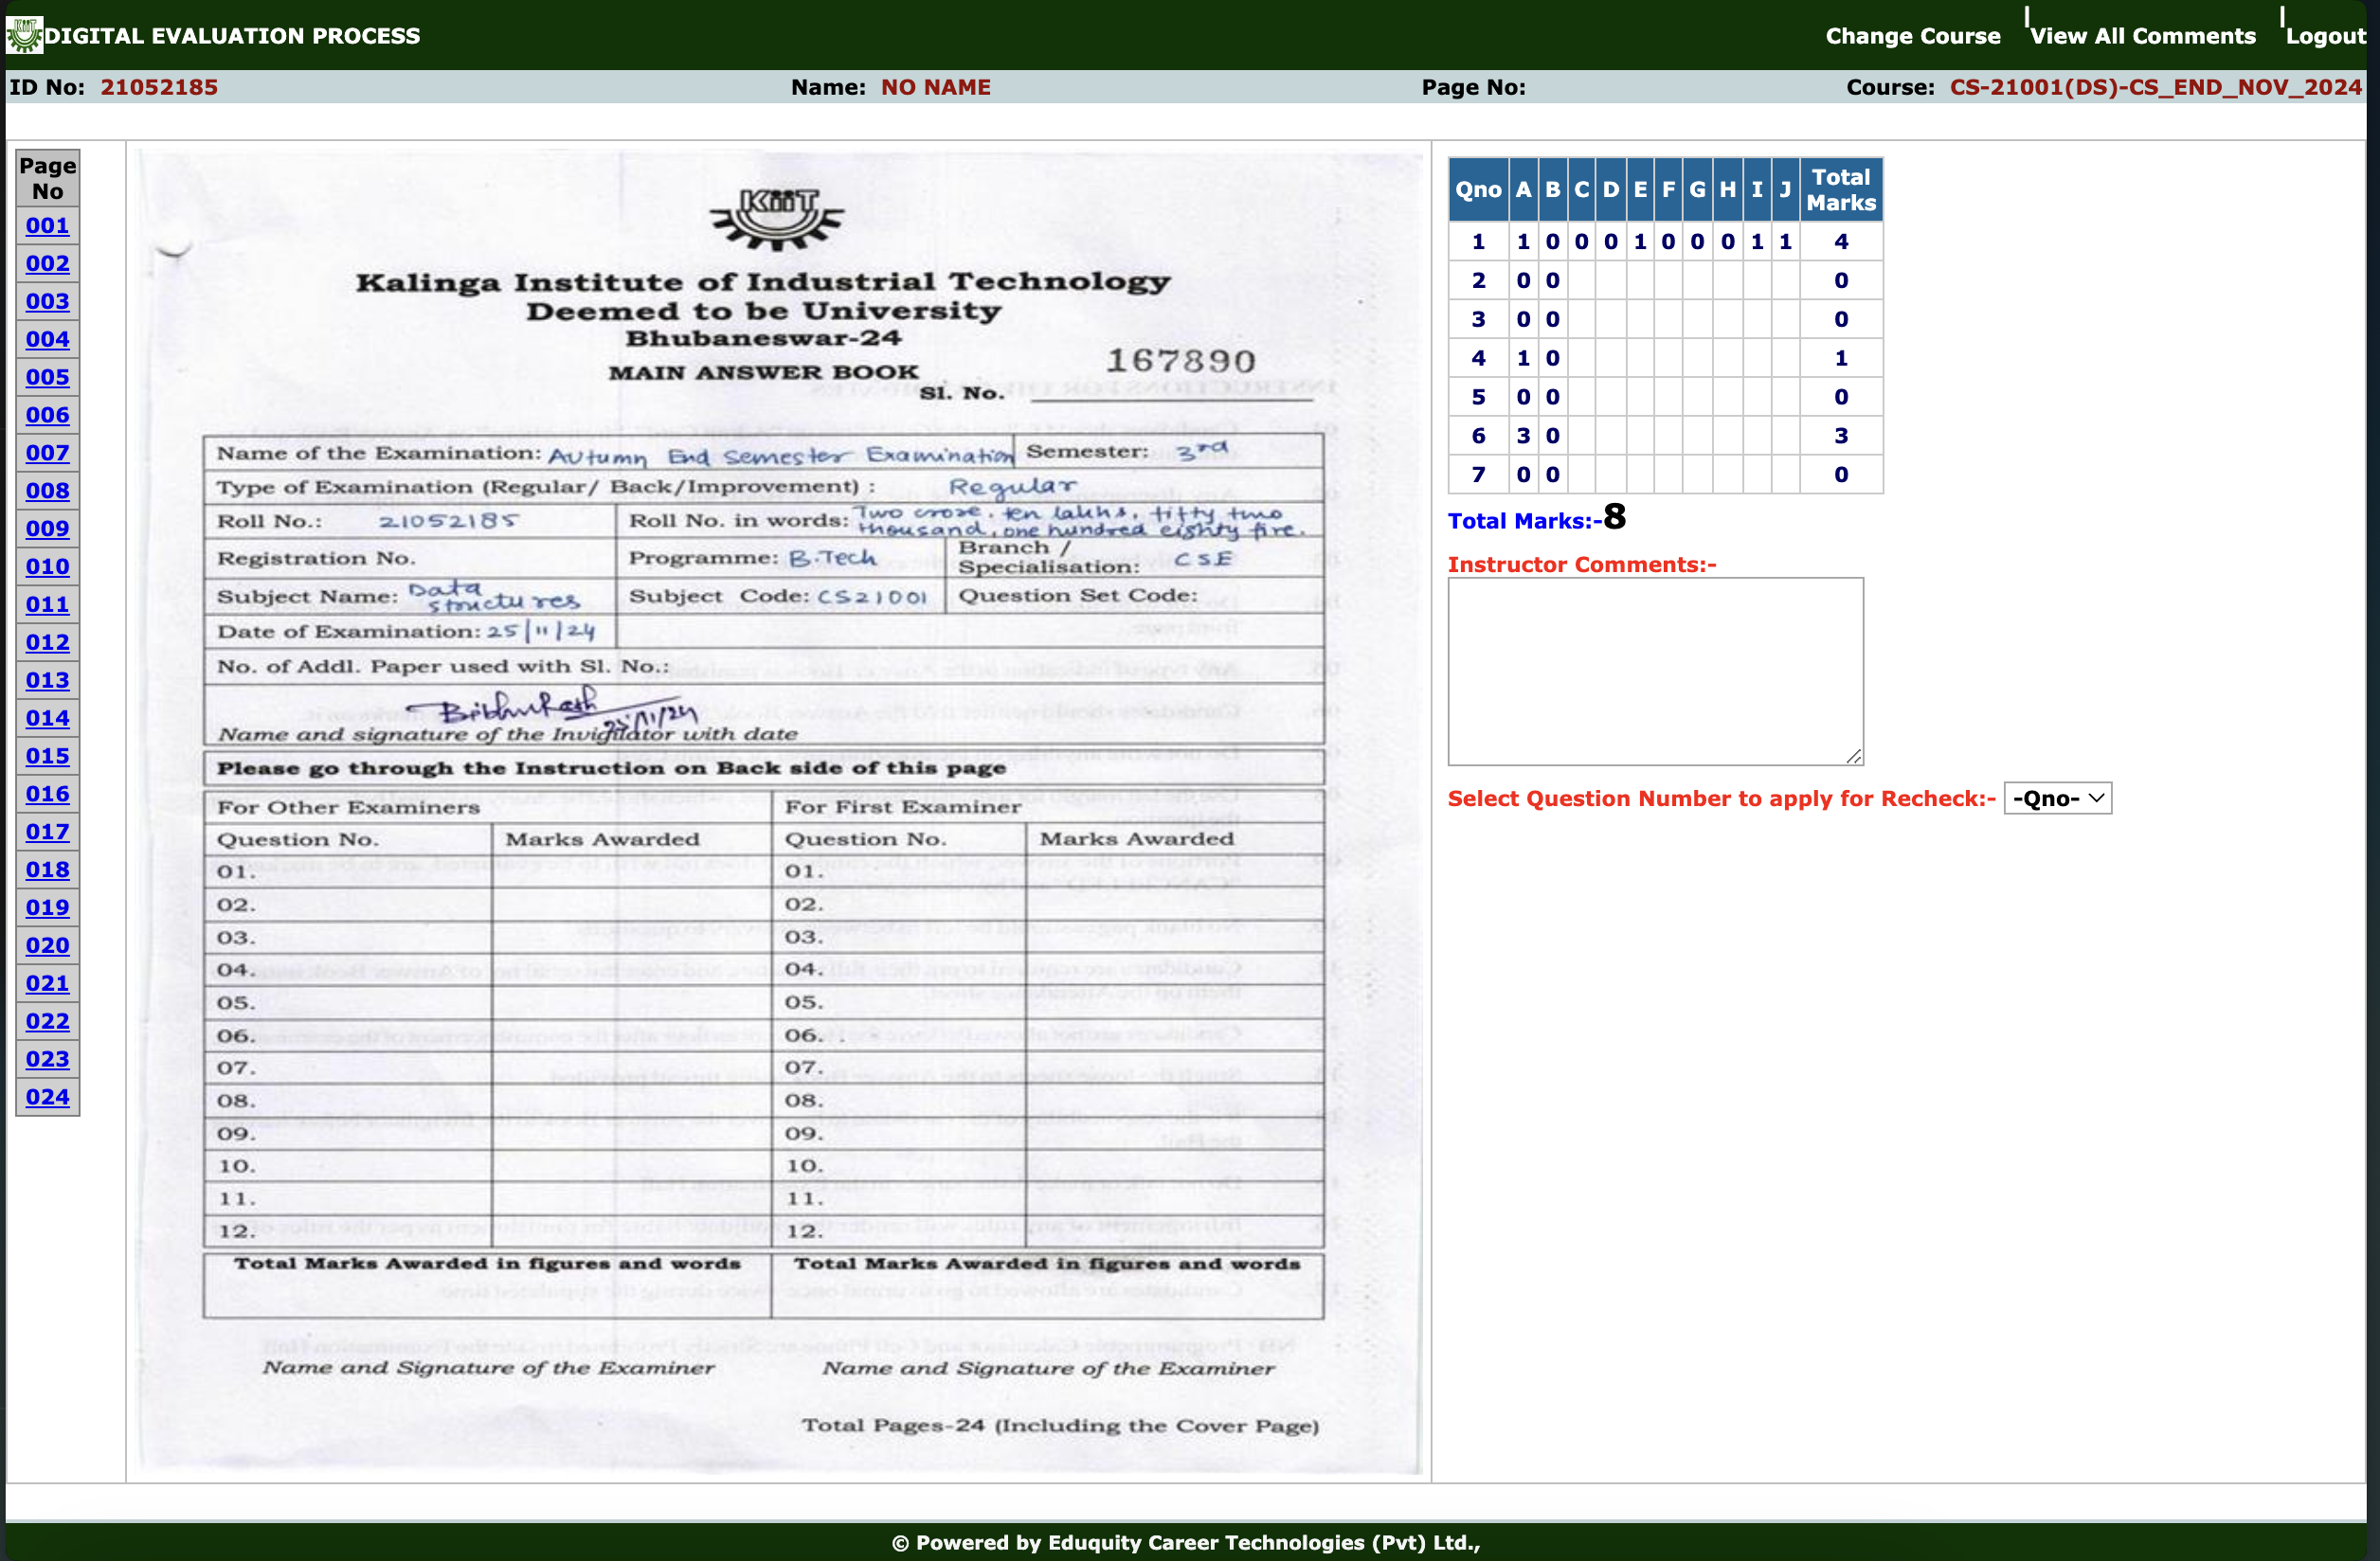 DIGITAL EVALUATION PROCESS
Change Course | View All Comments | Logout
ID No: 21052185 Name: NO NAME Page No: Course: CS-21001(DS)-CS_END_NOV_2024
Page No
001
002
003
004
005
006
007
008
009
010
011
012
013
014
015
016
017
018
019
020
021
022
023
024
KiiT
Kalinga Institute of Industrial Technology
Deemed to be University
Bhubaneswar-24
MAIN ANSWER BOOK
167890
Sl. No.
Name of the Examination: Autumn End Semester Examination Semester: 3rd
Type of Examination (Regular/ Back/Improvement) : Regular
Roll No.: 21052185 Roll No. in words: Two crore, ten lakhs, fifty two
thousand, one hundred eighty five.
Registration No. Programme: B.Tech Branch / Specialisation: CSE
Subject Name: Data structures Subject Code: CS21001 Question Set Code:
Date of Examination: 25/11/24
No. of Addl. Paper used with Sl. No.:
25/11/24
Name and signature of the Invigilator with date
Please go through the Instruction on Back side of this page
For Other Examiners For First Examiner
Question No. Marks Awarded Question No. Marks Awarded
01. 01.
02. 02.
03. 03.
04. 04.
05. 05.
06. 06.
07. 07.
08. 08.
09. 09.
10. 10.
11. 11.
12. 12.
Total Marks Awarded in figures and words Total Marks Awarded in figures and words
Name and Signature of the Examiner Name and Signature of the Examiner
Total Pages-24 (Including the Cover Page)
Qno A B C D E F G H I J Total Marks
1 1 0 0 0 1 0 0 0 1 1 4
2 0 0 0
3 0 0 0
4 1 0 1
5 0 0 0
6 3 0 3
7 0 0 0
Total Marks:-8
Instructor Comments:-
Select Question Number to apply for Recheck:- -Qno-
© Powered by Eduquity Career Technologies (Pvt) Ltd.,